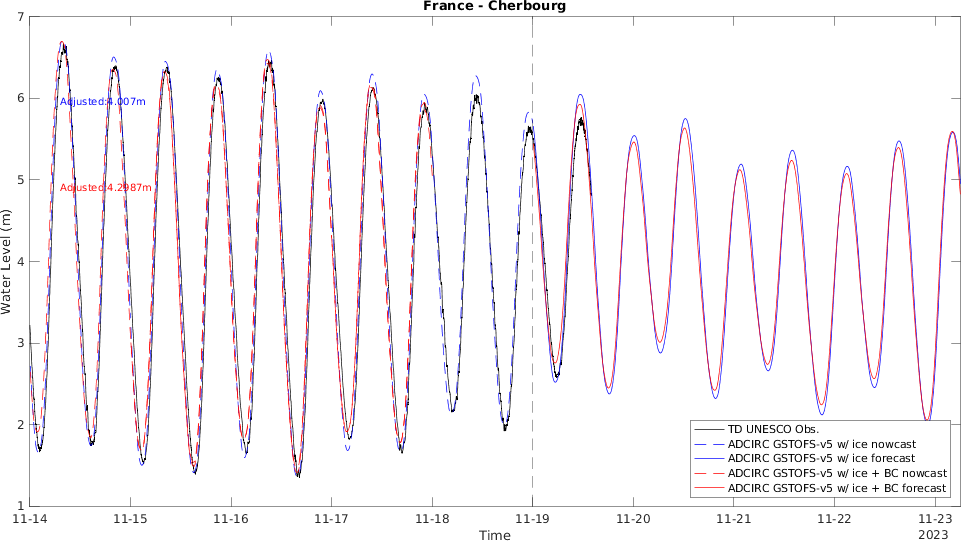 France - Cherbourg
7
6
5
4
3
2
1
Water Level (m)
Adjusted:4.007m
Adjusted:4.2987m
TD UNESCO Obs.
ADCIRC GSTOFS-v5 w/ ice nowcast
ADCIRC GSTOFS-v5 w/ ice forecast
ADCIRC GSTOFS-v5 w/ ice + BC nowcast
ADCIRC GSTOFS-v5 w/ ice + BC forecast
11-14 11-15 11-16 11-17 11-18 11-19 11-20 11-21 11-22 11-23
Time
2023